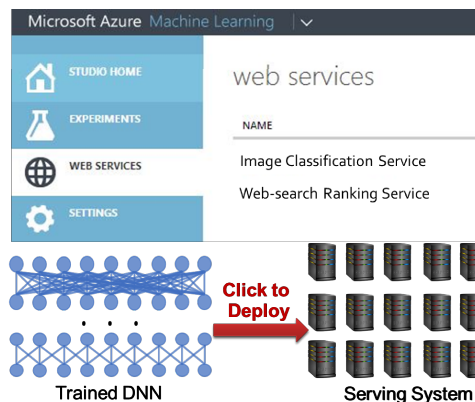 Microsoft Azure Machine Learning
STUDIO HOME
EXPERIMENTS
WEB SERVICES
SETTINGS
web services
NAME
Image Classification Service
Web-search Ranking Service
Click to
Deploy
Trained DNN
Serving System